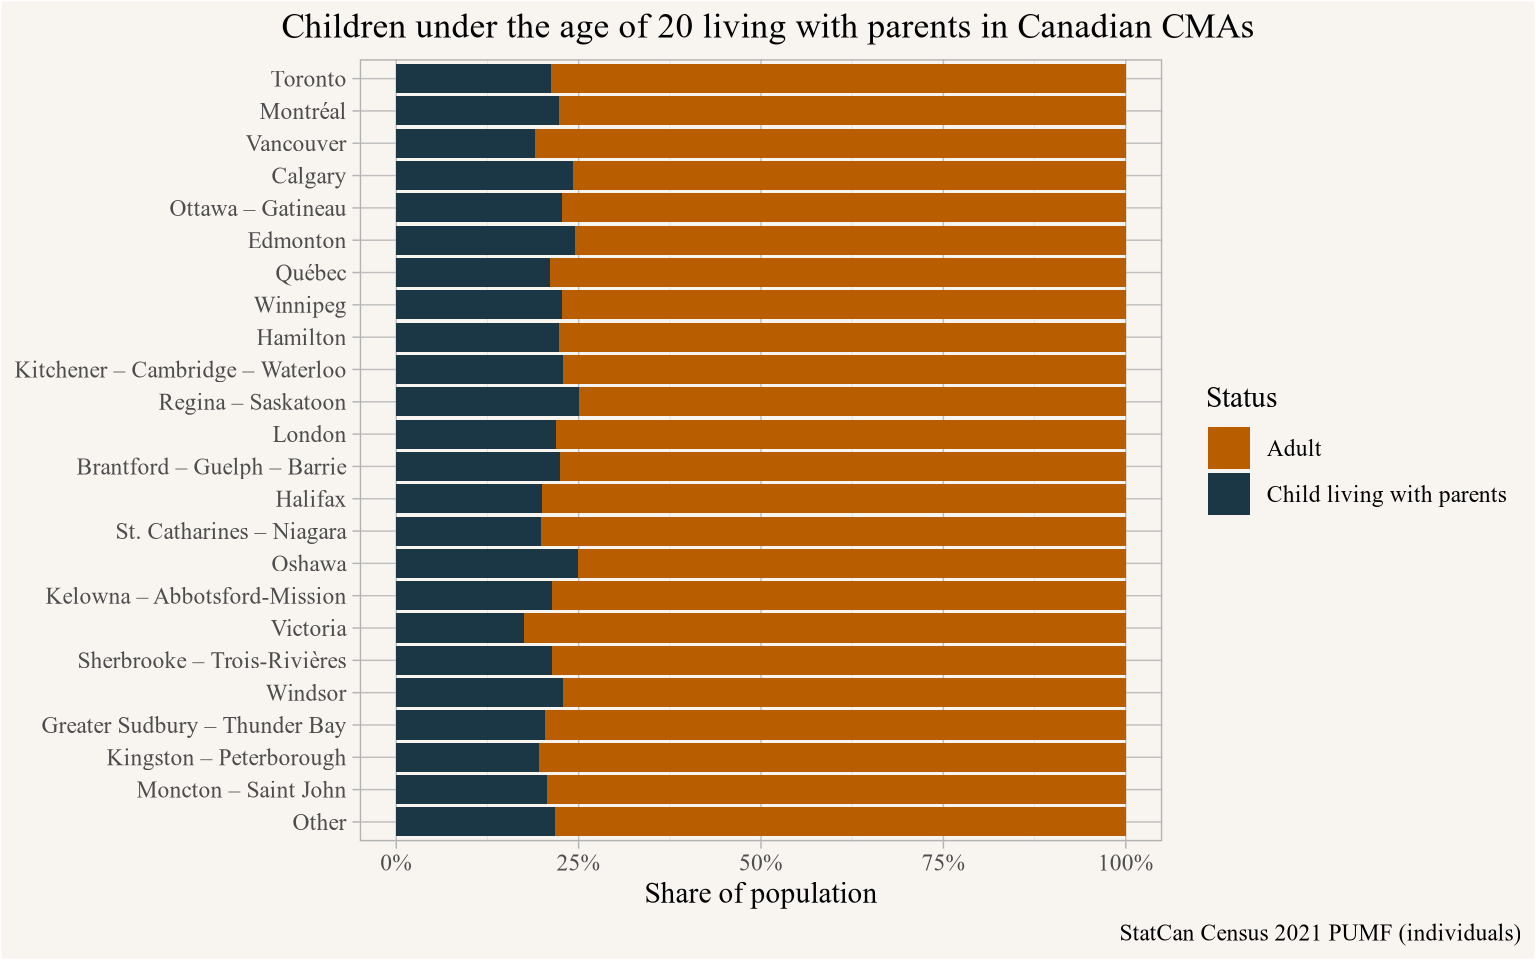 Children under the age of 20 living with parents in Canadian CMAs
Toronto
Montréal
Vancouver
Calgary
Ottawa – Gatineau
Edmonton
Québec
Winnipeg
Hamilton
Kitchener – Cambridge – Waterloo
Regina – Saskatoon
London
Brantford – Guelph – Barrie
Halifax
St. Catharines – Niagara
Oshawa
Kelowna – Abbotsford-Mission
Victoria
Sherbrooke – Trois-Rivières
Windsor
Greater Sudbury – Thunder Bay
Kingston – Peterborough
Moncton – Saint John
Other
0% 25% 50% 75% 100%
Share of population
Status
Adult
Child living with parents
StatCan Census 2021 PUMF (individuals)